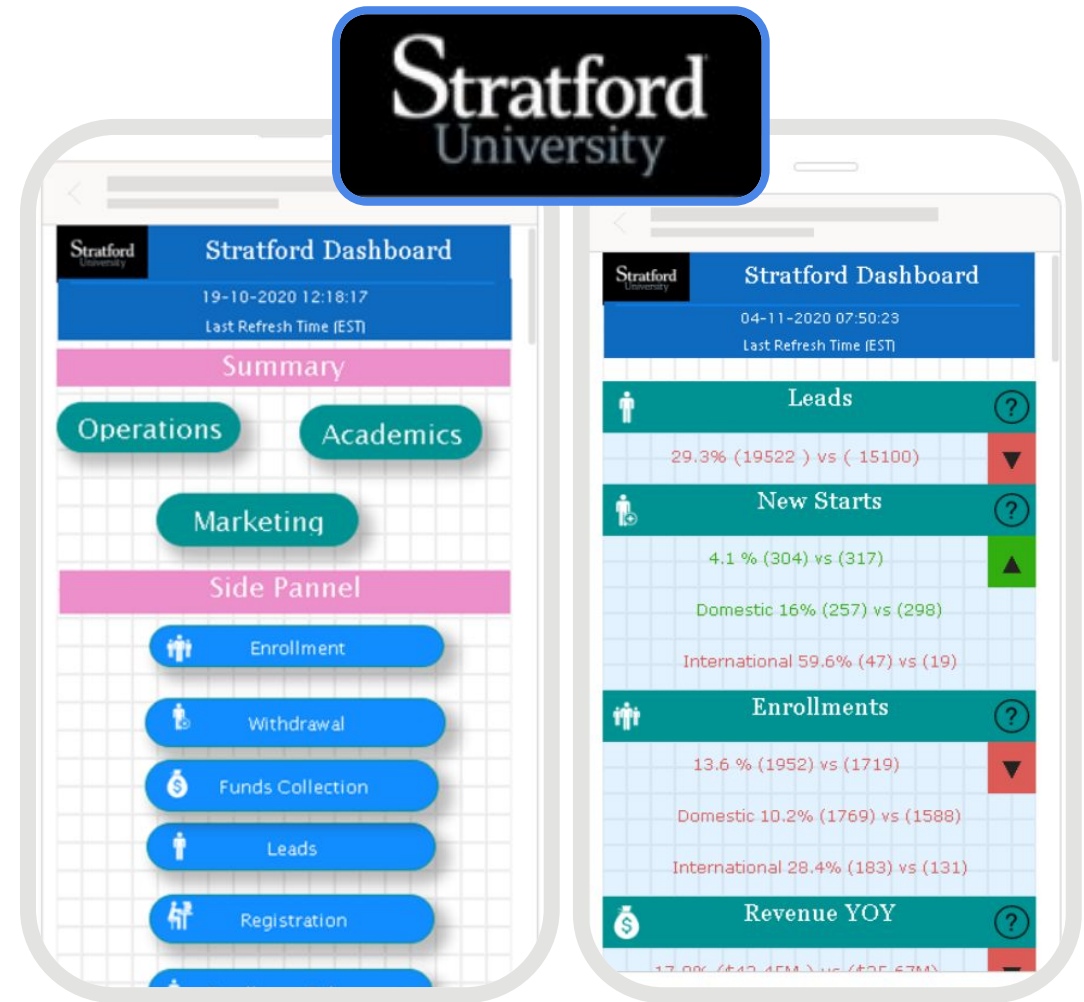 Stratford
University
Stratford
University
Stratford Dashboard
19-10-2020 12:18:17
Last Refresh Time (EST)
Summary
Operations
Academics
Marketing
Side Pannel
Enrollment
Withdrawal
Funds Collection
Leads
Registration
Stratford
University
Stratford Dashboard
04-11-2020 07:50:23
Last Refresh Time (EST)
Leads
?
29.3% (19522 ) vs ( 15100)
New Starts
?
4.1 % (304) vs (317)
Domestic 16% (257) vs (298)
International 59.6% (47) vs (19)
Enrollments
?
13.6 % (1952) vs (1719)
Domestic 10.2% (1769) vs (1588)
International 28.4% (183) vs (131)
Revenue YOY
?